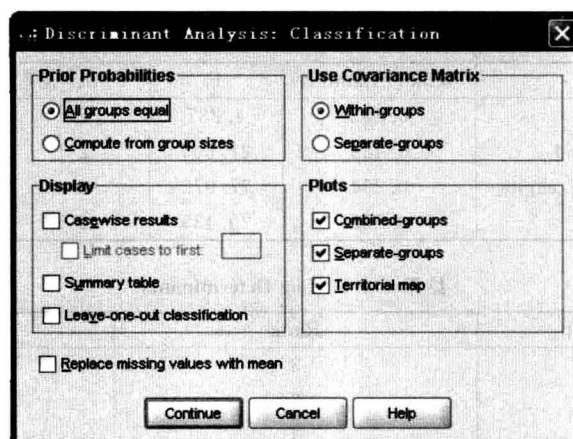 Discriminant Analysis: Classification
Prior Probabilities
All groups equal
Compute from group sizes
Use Covariance Matrix
Within-groups
Separate-groups
Display
Casewise results
Limit cases to first:
Summary table
Leave-one-out classification
Plots
Combined-groups
Separate-groups
Territorial map
Replace missing values with mean
Continue
Cancel
Help